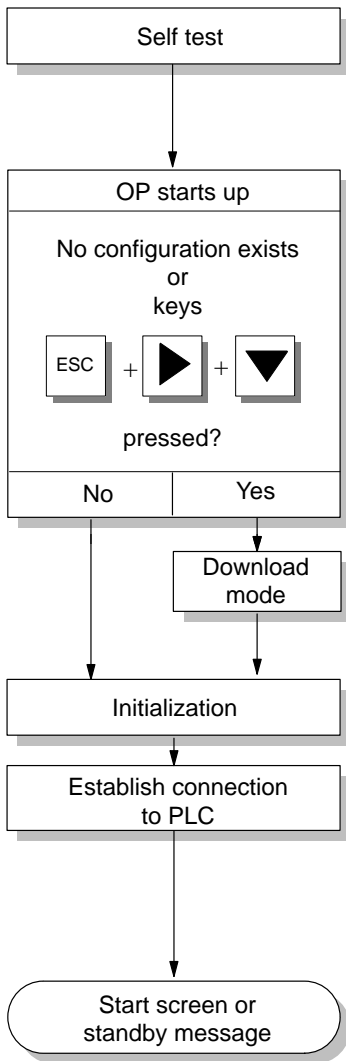 Self test
OP starts up
No configuration exists
or
keys
ESC + +
pressed?
No Yes
Download
mode
Initialization
Establish connection
to PLC
Start screen or
standby message